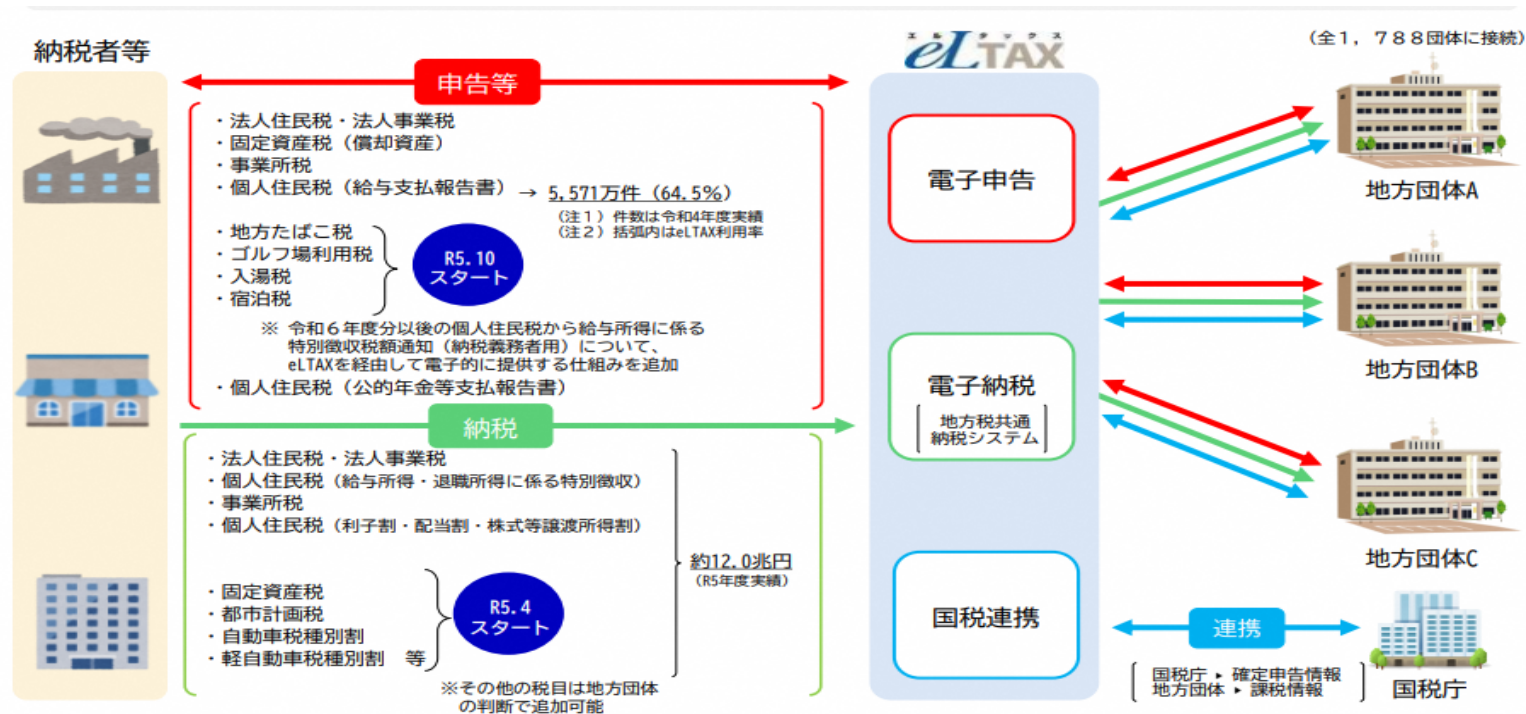 納税者等
申告等
・法人住民税・法人事業税
・固定資産税（償却資産）
・事業所税
・個人住民税（給与支払報告書） → 5,571万件（64.5%）
（注１）件数は令和4年度実績
（注２）括弧内はeLTAX利用率
・地方たばこ税
・ゴルフ場利用税
・入湯税
・宿泊税
R5.10
スタート
※ 令和６年度分以後の個人住民税から給与所得に係る
特別徴収税額通知（納税義務者用）について、
eLTAXを経由して電子的に提供する仕組みを追加
・個人住民税（公的年金等支払報告書）
納税
・法人住民税・法人事業税
・個人住民税（給与所得・退職所得に係る特別徴収）
・事業所税
・個人住民税（利子割・配当割・株式等譲渡所得割）
・固定資産税
・都市計画税
・自動車税種別割
・軽自動車税種別割 等
R5.4
スタート
約12.0兆円
（R5年度実績）
※その他の税目は地方団体
の判断で追加可能
エルタックス
eLTAX
電子申告
電子納税
地方税共通
納税システム
国税連携
（全１，７８８団体に接続）
地方団体A
地方団体B
地方団体C
連携
国税庁 ▸ 確定申告情報
地方団体 ▸ 課税情報
国税庁